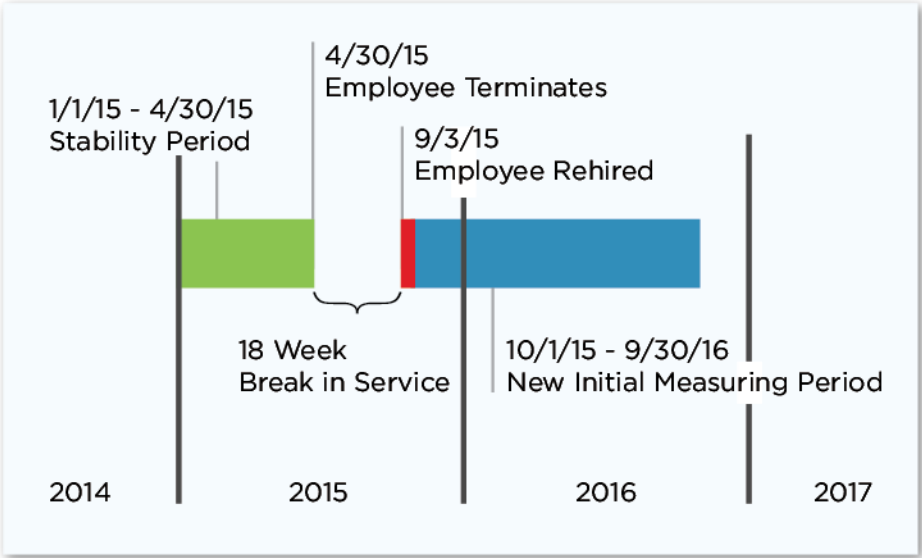 4/30/15
Employee Terminates
1/1/15 - 4/30/15
Stability Period
9/3/15
Employee Rehired
18 Week
Break in Service
10/1/15 - 9/30/16
New Initial Measuring Period
2014
2015
2016
2017